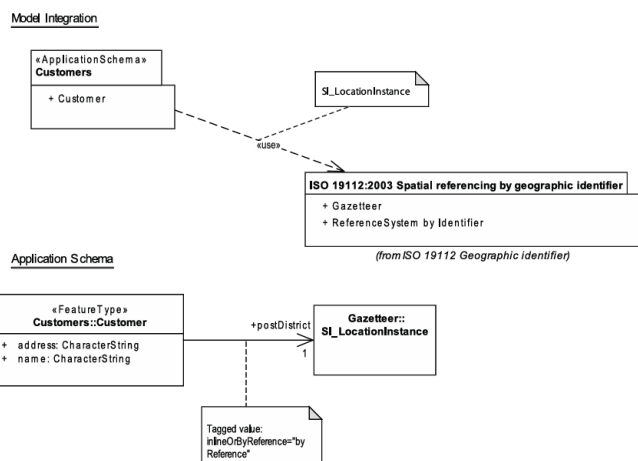 Model Integration
«ApplicationSchema»
Customers
+ Customer
SI_LocationInstance
«use»
ISO 19112:2003 Spatial referencing by geographic identifier
+ Gazetteer
+ ReferenceSystem by Identifier
(from ISO 19112 Geographic identifier)
Application Schema
«FeatureType»
Customers::Customer
+ address: CharacterString
+ name: CharacterString
+postDistrict
1
Gazetteer::
SI_LocationInstance
Tagged value:
inlineOrByReference="by
Reference"